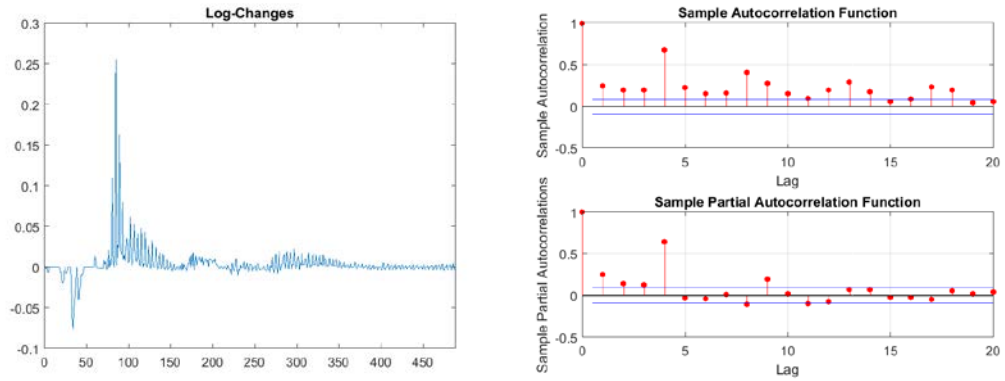 Log-Changes
0.3
0.25
0.2
0.15
0.1
0.05
0
-0.05
-0.1
0 50 100 150 200 250 300 350 400 450
Sample Autocorrelation Function
Sample Autocorrelation
1
0.5
0
-0.5
0 5 10 15 20
Lag
Sample Partial Autocorrelation Function
Sample Partial Autocorrelations
1
0.5
0
-0.5
0 5 10 15 20
Lag